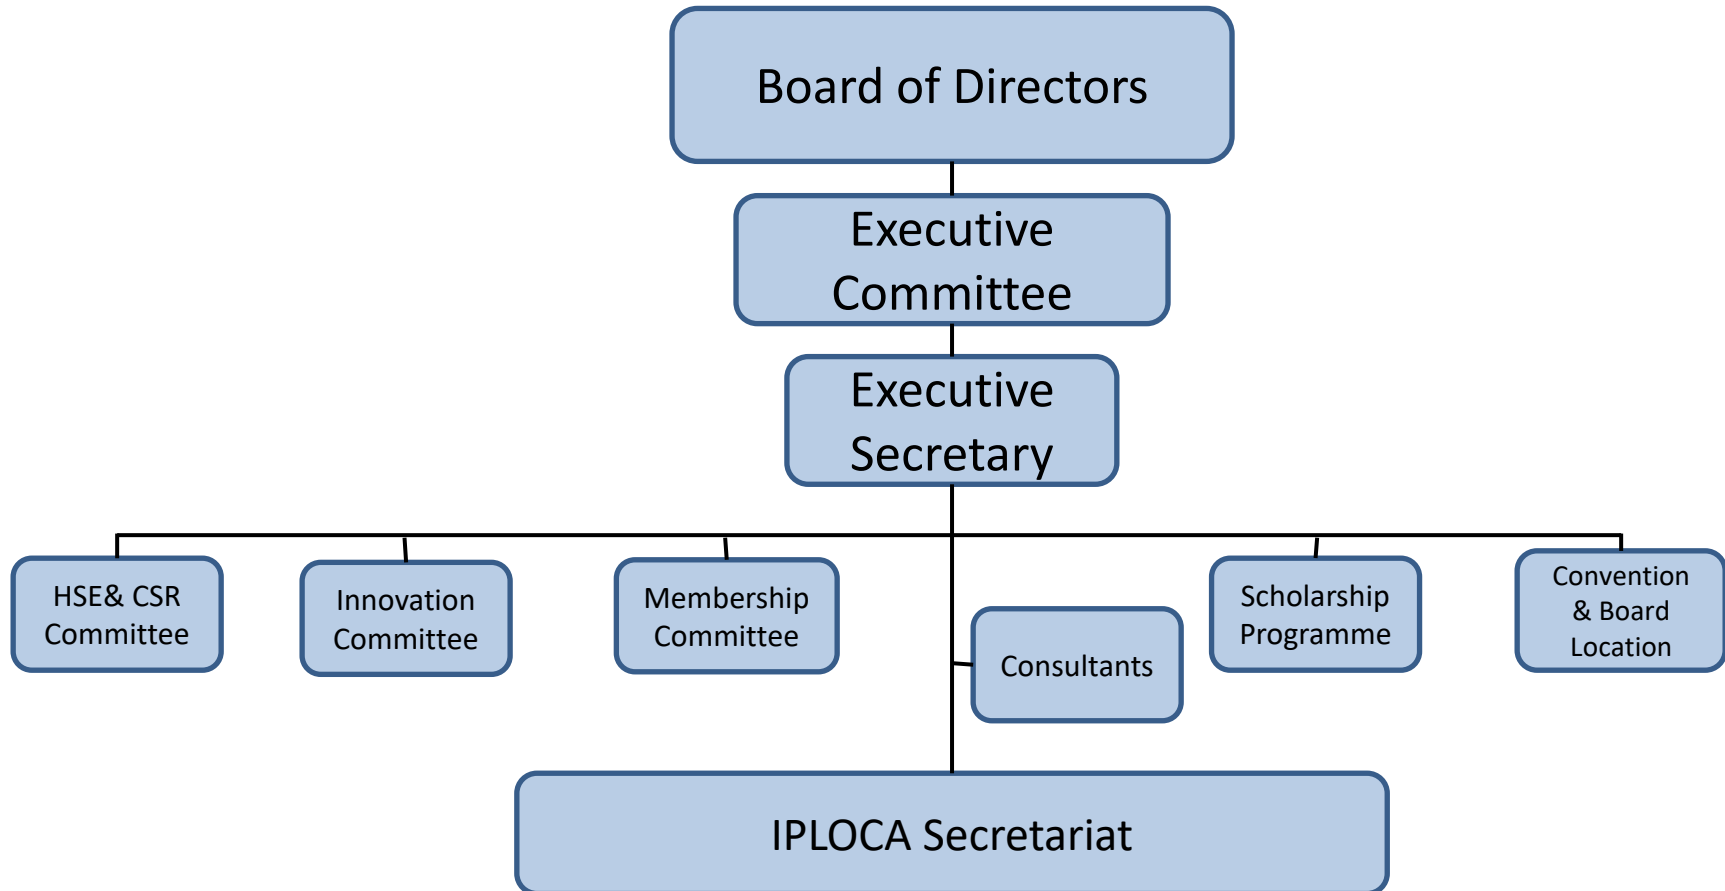 Board of Directors
Executive
Committee
Executive
Secretary
HSE& CSR
Committee
Innovation
Committee
Membership
Committee
Consultants
Scholarship
Programme
Convention
& Board
Location
IPLOCA Secretariat